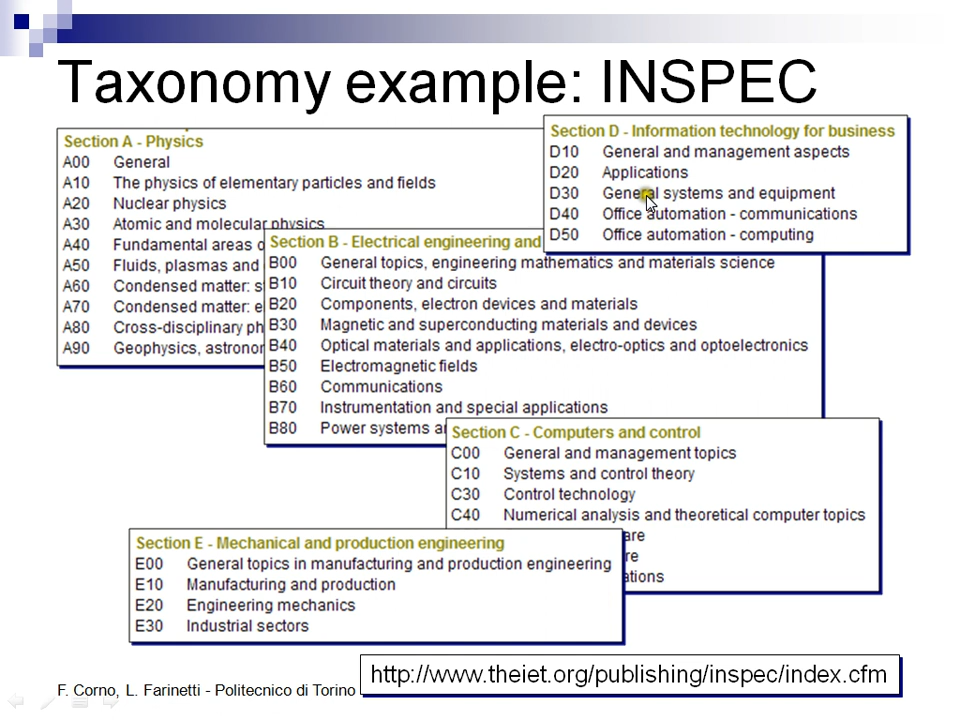 Taxonomy example: INSPEC
Section A - Physics
A00 General
A10 The physics of elementary particles and fields
A20 Nuclear physics
A30 Atomic and molecular physics
A40 Fundamental areas
A50 Fluids, plasmas and
A60 Condensed matter:
A70 Condensed matter:
A80 Cross-disciplinary
A90 Geophysics,
Section B - Electrical engineering and
B00 General topics, engineering mathematics and materials science
B10 Circuit theory and circuits
B20 Components, electron devices and materials
B30 Magnetic and superconducting materials and devices
B40 Optical materials and applications, electro-optics and optoelectronics
B50 Electromagnetic fields
B60 Communications
B70 Instrumentation and special applications
B80 Power systems
Section D - Information technology for business
D10 General and management aspects
D20 Applications
D30 General systems and equipment
D40 Office automation - communications
D50 Office automation - computing
Section C - Computers and control
C00 General and management topics
C10 Systems and control theory
C30 Control technology
C40 Numerical analysis and theoretical computer topics
Section E - Mechanical and production engineering
E00 General topics in manufacturing and production engineering
E10 Manufacturing and production
E20 Engineering mechanics
E30 Industrial sectors
http://www.theiet.org/publishing/inspec/index.cfm
F. Corno, L. Farinetti - Politecnico di Torino